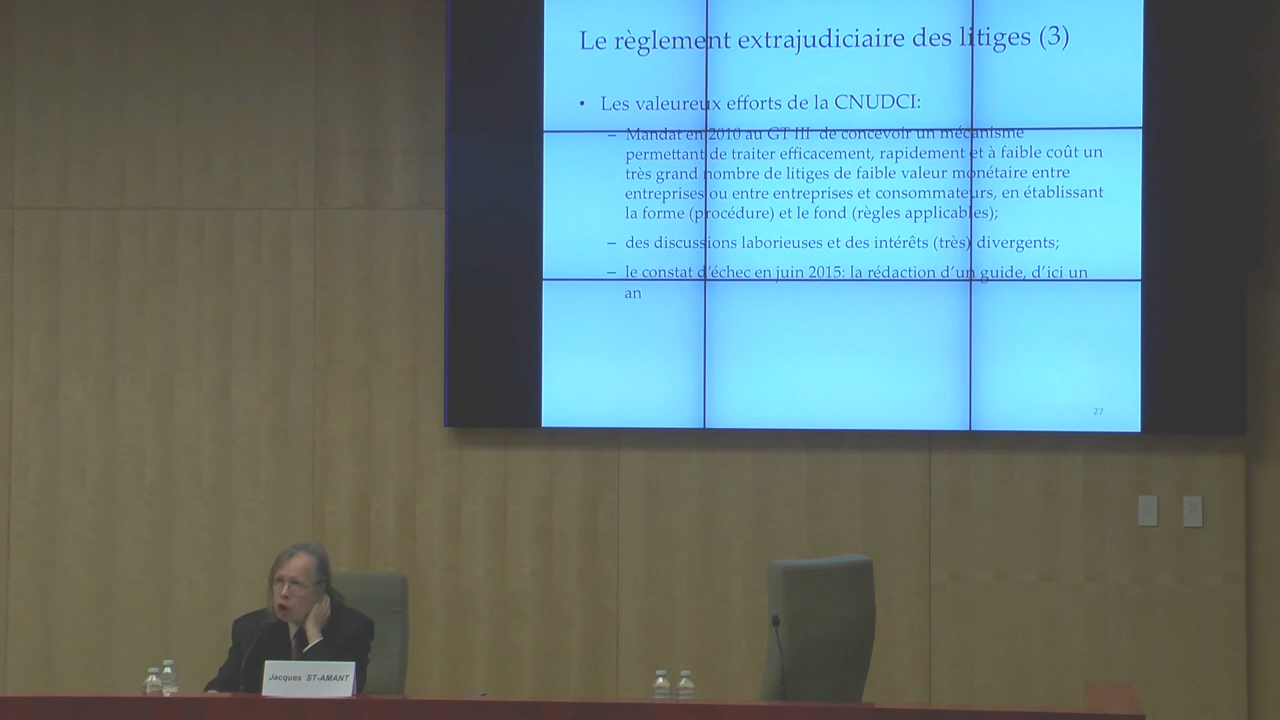 Le règlement extrajudiciaire des litiges (3)
• Les valeureux efforts de la CNUDCI:
– Mandat en 2010 au GT III de concevoir un mécanisme
permettant de traiter efficacement, rapidement et à faible coût un
très grand nombre de litiges de faible valeur monétaire entre
entreprises ou entre entreprises et consommateurs, en établissant
la forme (procédure) et le fond (règles applicables);
– des discussions laborieuses et des intérêts (très) divergents;
– le constat d'échec en juin 2015: la rédaction d'un guide, d'ici un
an
27
Jacques ST-AMANT